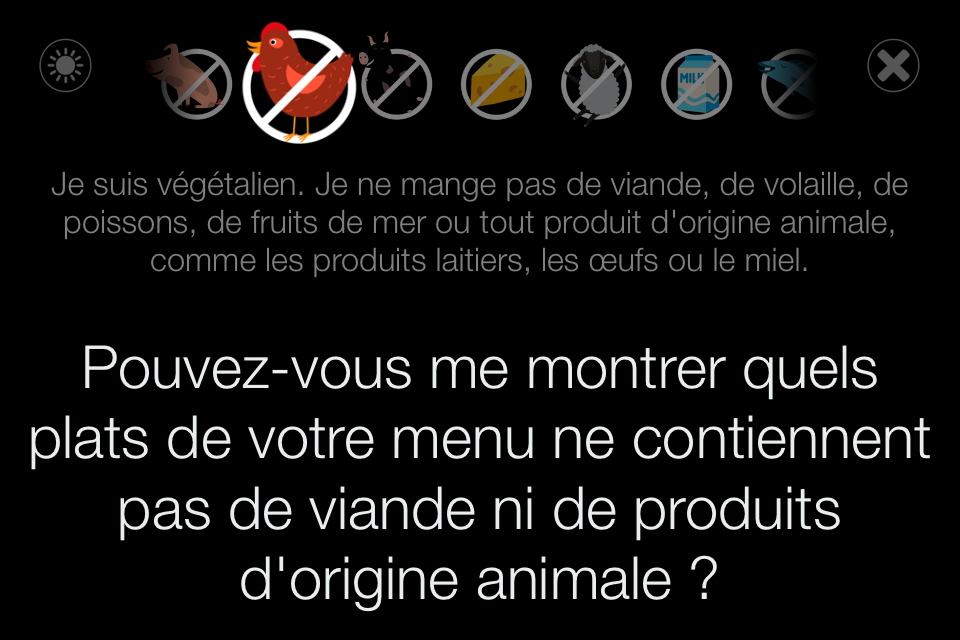 MILK
Je suis végétalien. Je ne mange pas de viande, de volaille, de
poissons, de fruits de mer ou tout produit d'origine animale,
comme les produits laitiers, les œufs ou le miel.
Pouvez-vous me montrer quels
plats de votre menu ne contiennent
pas de viande ni de produits
d'origine animale ?